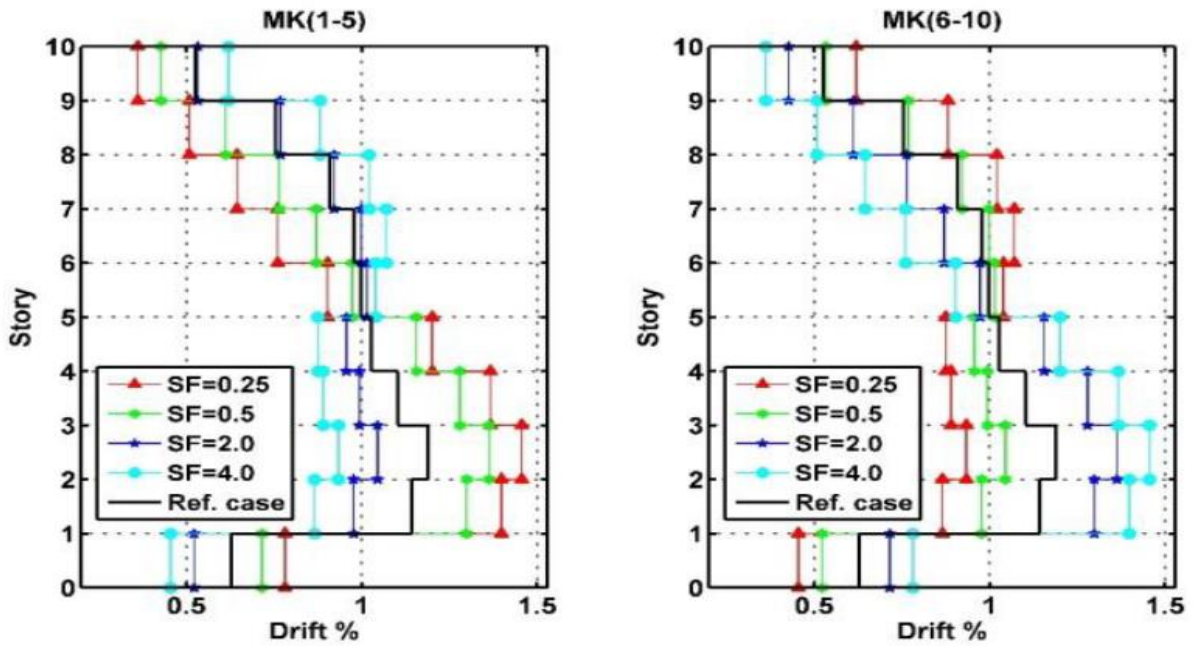 MK(1-5)
10
9
8
7
6
5
4
3
2
1
0
Story
SF=0.25
SF=0.5
SF=2.0
SF=4.0
Ref. case
0.5 1 1.5
Drift %
MK(6-10)
10
9
8
7
6
5
4
3
2
1
0
Story
SF=0.25
SF=0.5
SF=2.0
SF=4.0
Ref. case
0.5 1 1.5
Drift %